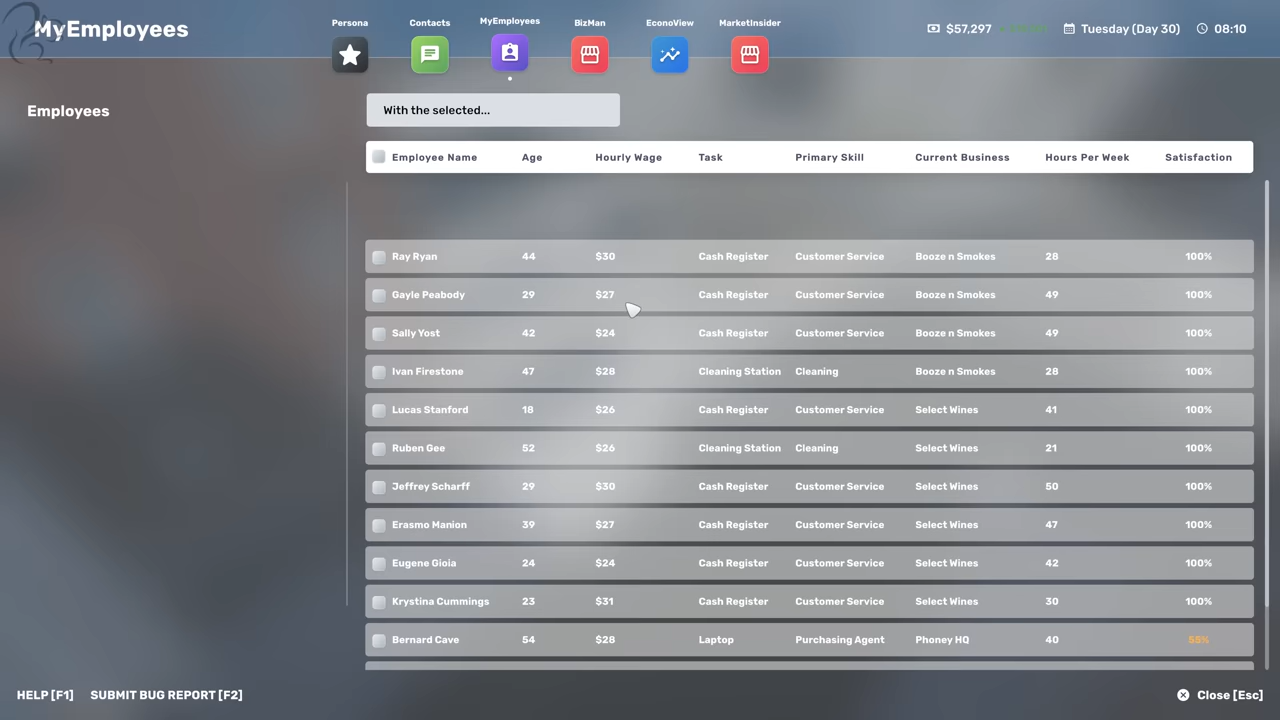 MyEmployees
Persona
Contacts
MyEmployees
BizMan
EconoView
MarketInsider
$57,297
Tuesday (Day 30)
08:10
Employees
With the selected...
Employee Name Age Hourly Wage Task Primary Skill Current Business Hours Per Week Satisfaction
Ray Ryan 44 $30 Cash Register Customer Service Booze n Smokes 28 100%
Gayle Peabody 29 $27 Cash Register Customer Service Booze n Smokes 49 100%
Sally Yost 42 $24 Cash Register Customer Service Booze n Smokes 49 100%
Ivan Firestone 47 $28 Cleaning Station Cleaning Booze n Smokes 28 100%
Lucas Stanford 18 $26 Cash Register Customer Service Select Wines 41 100%
Ruben Gee 52 $26 Cleaning Station Cleaning Select Wines 21 100%
Jeffrey Scharff 29 $30 Cash Register Customer Service Select Wines 50 100%
Erasmo Manion 39 $27 Cash Register Customer Service Select Wines 47 100%
Eugene Gioia 24 $24 Cash Register Customer Service Select Wines 42 100%
Krystina Cummings 23 $31 Cash Register Customer Service Select Wines 30 100%
Bernard Cave 54 $28 Laptop Purchasing Agent Phoney HQ 40 55%
HELP [F1] SUBMIT BUG REPORT [F2]
Close [Esc]